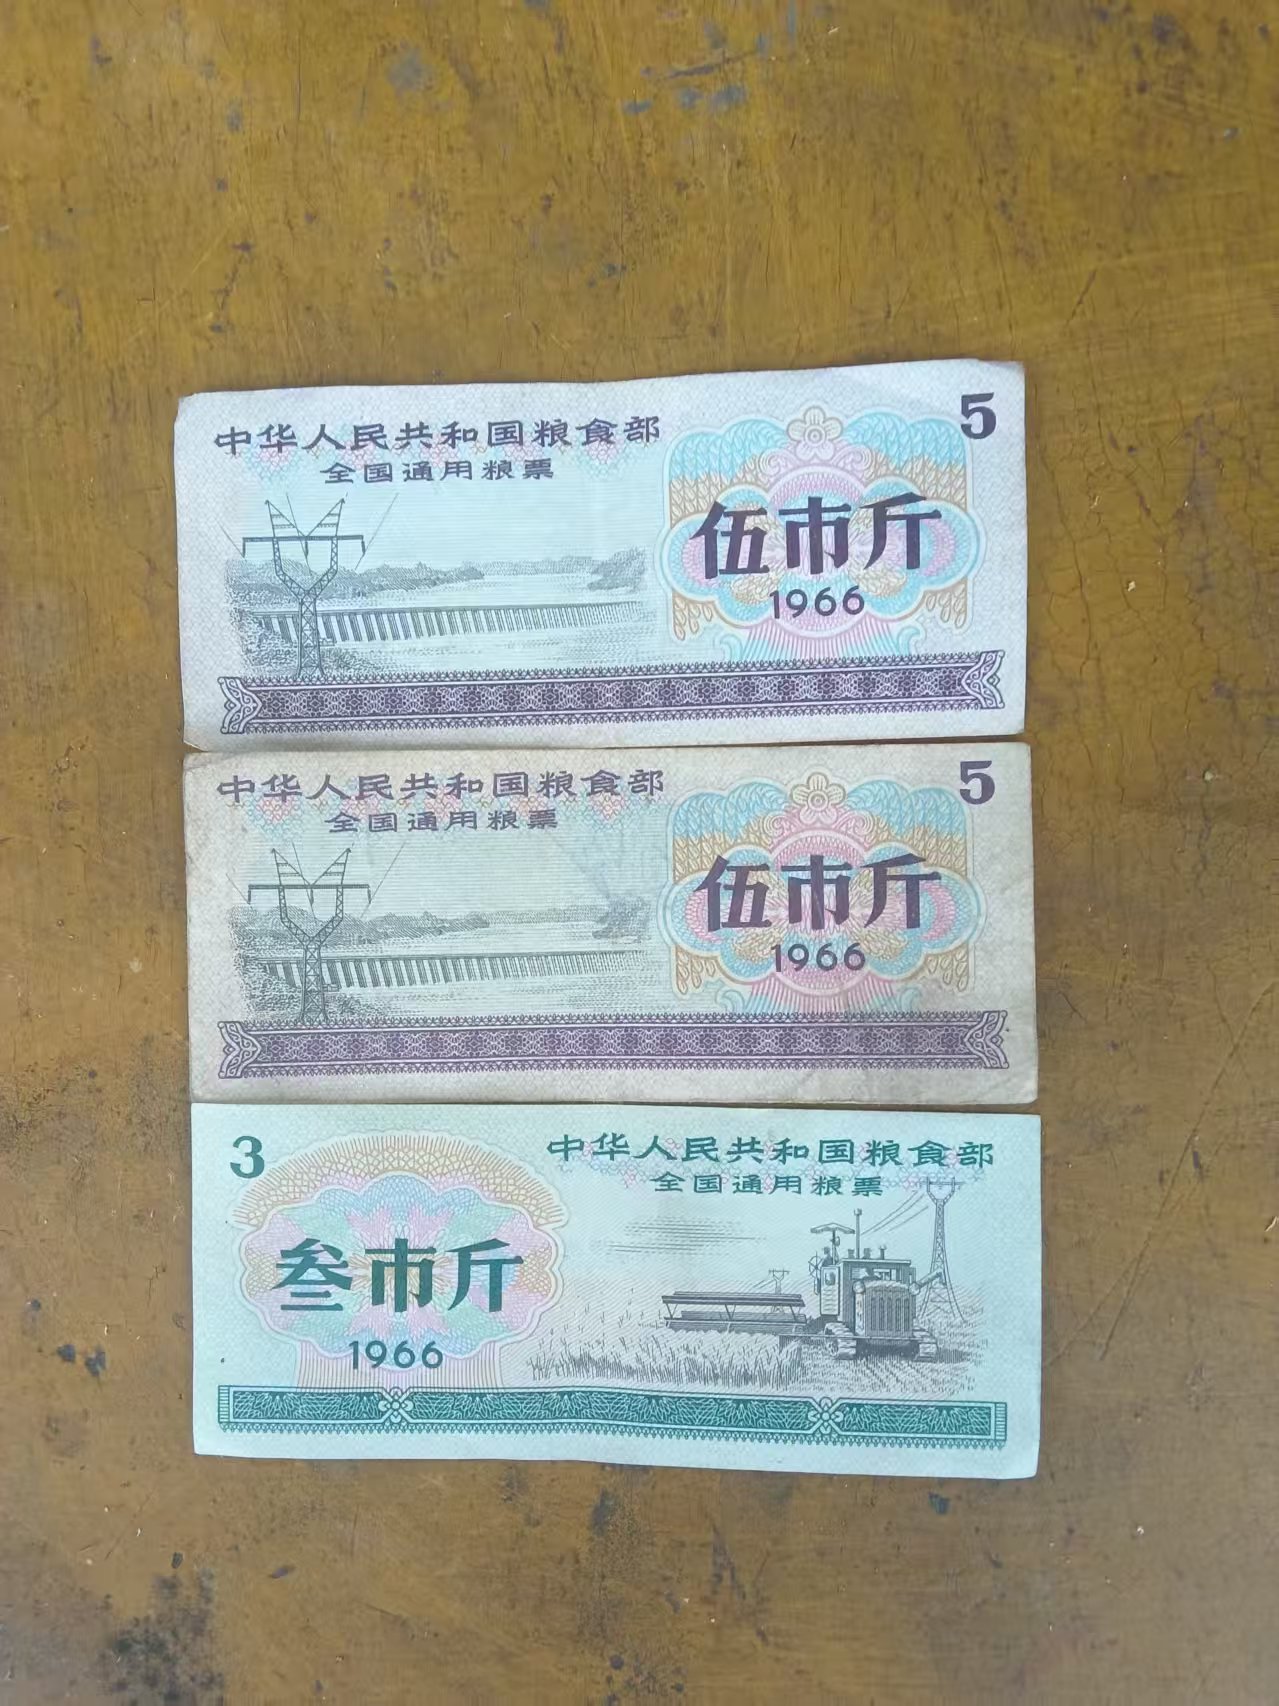 中华人民共和国粮食部
5
全国通用粮票
伍市斤
1966
中华人民共和国粮食部
5
全国通用粮票
伍市斤
1966
3
中华人民共和国粮食部
全国通用粮票
叁市斤
1966